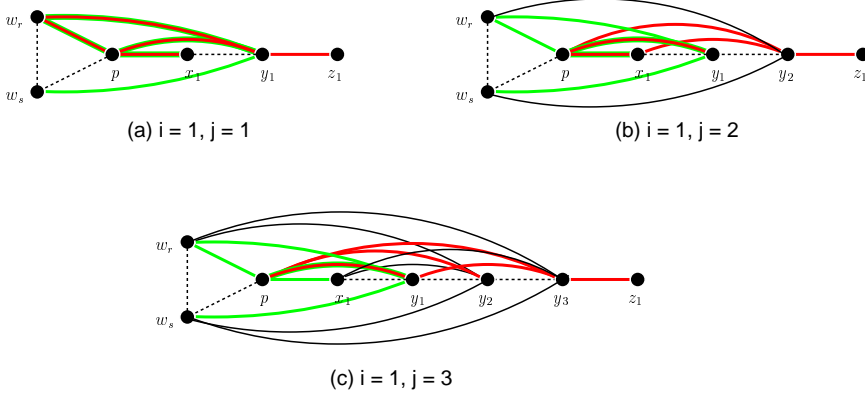 w_r
w_s
p
x_1
y_1
z_1
(a) i = 1, j = 1
w_r
w_s
p
x_1
y_1
y_2
z_1
(b) i = 1, j = 2
w_r
w_s
p
x_1
y_1
y_2
y_3
z_1
(c) i = 1, j = 3